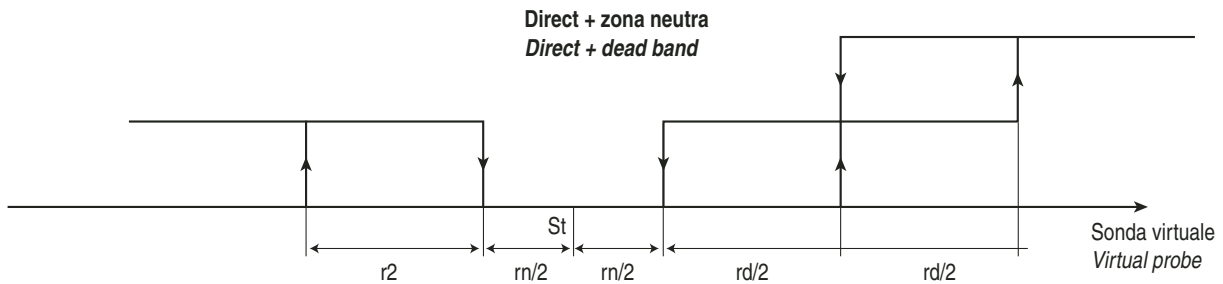 Direct + zona neutra
Direct + dead band
St
Sonda virtuale
Virtual probe
r2
rn/2
rn/2
rd/2
rd/2